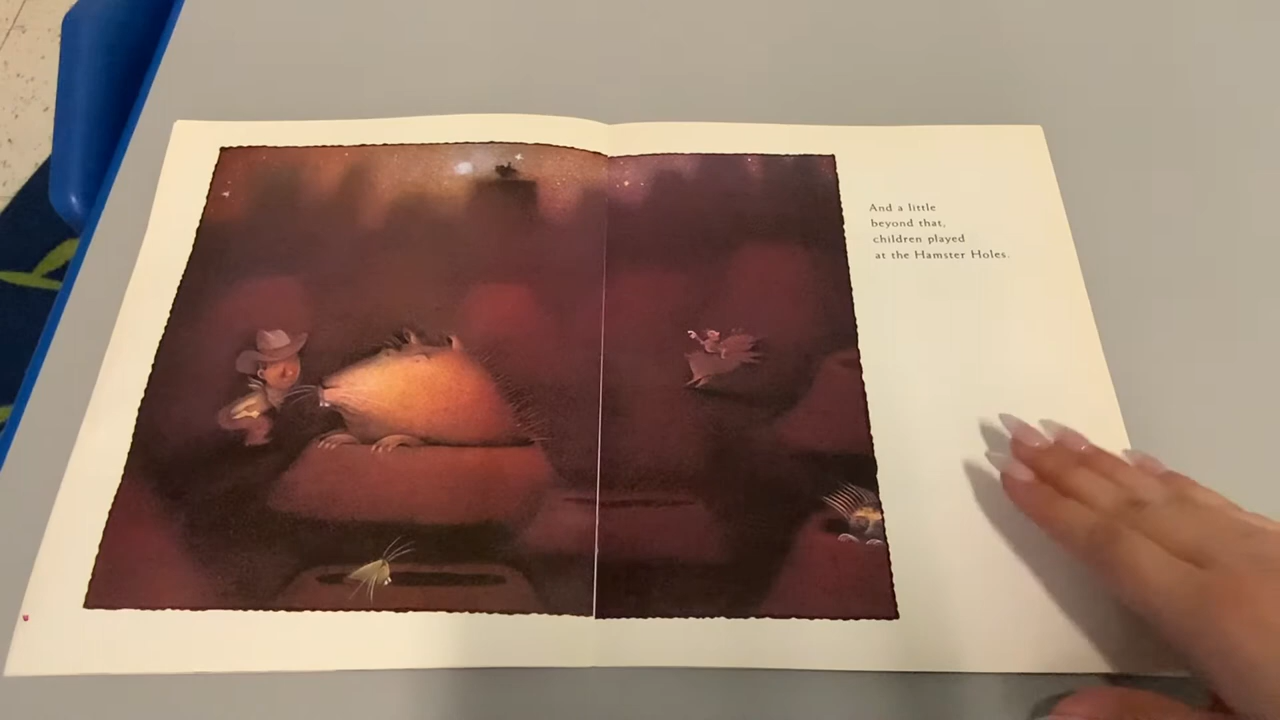 And a little
beyond that,
children played
at the Hamster Holes.